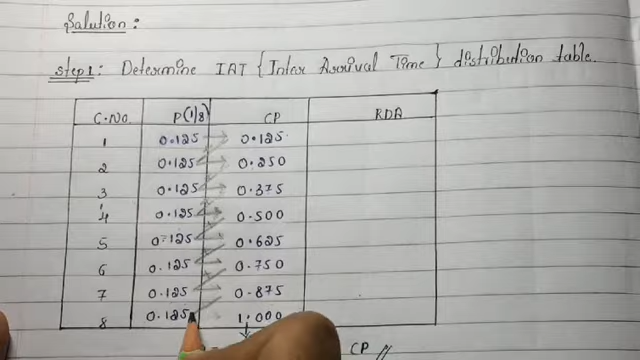 Solution:
Step1: Determine IAT {Inter Arrival Time} distribution table.
C.No. P(1/8) CP RDA
1 0.125 0.125
2 0.125 0.250
3 0.125 0.375
4 0.125 0.500
5 0.125 0.625
6 0.125 0.750
7 0.125 0.875
8 0.125 1.000
CP //